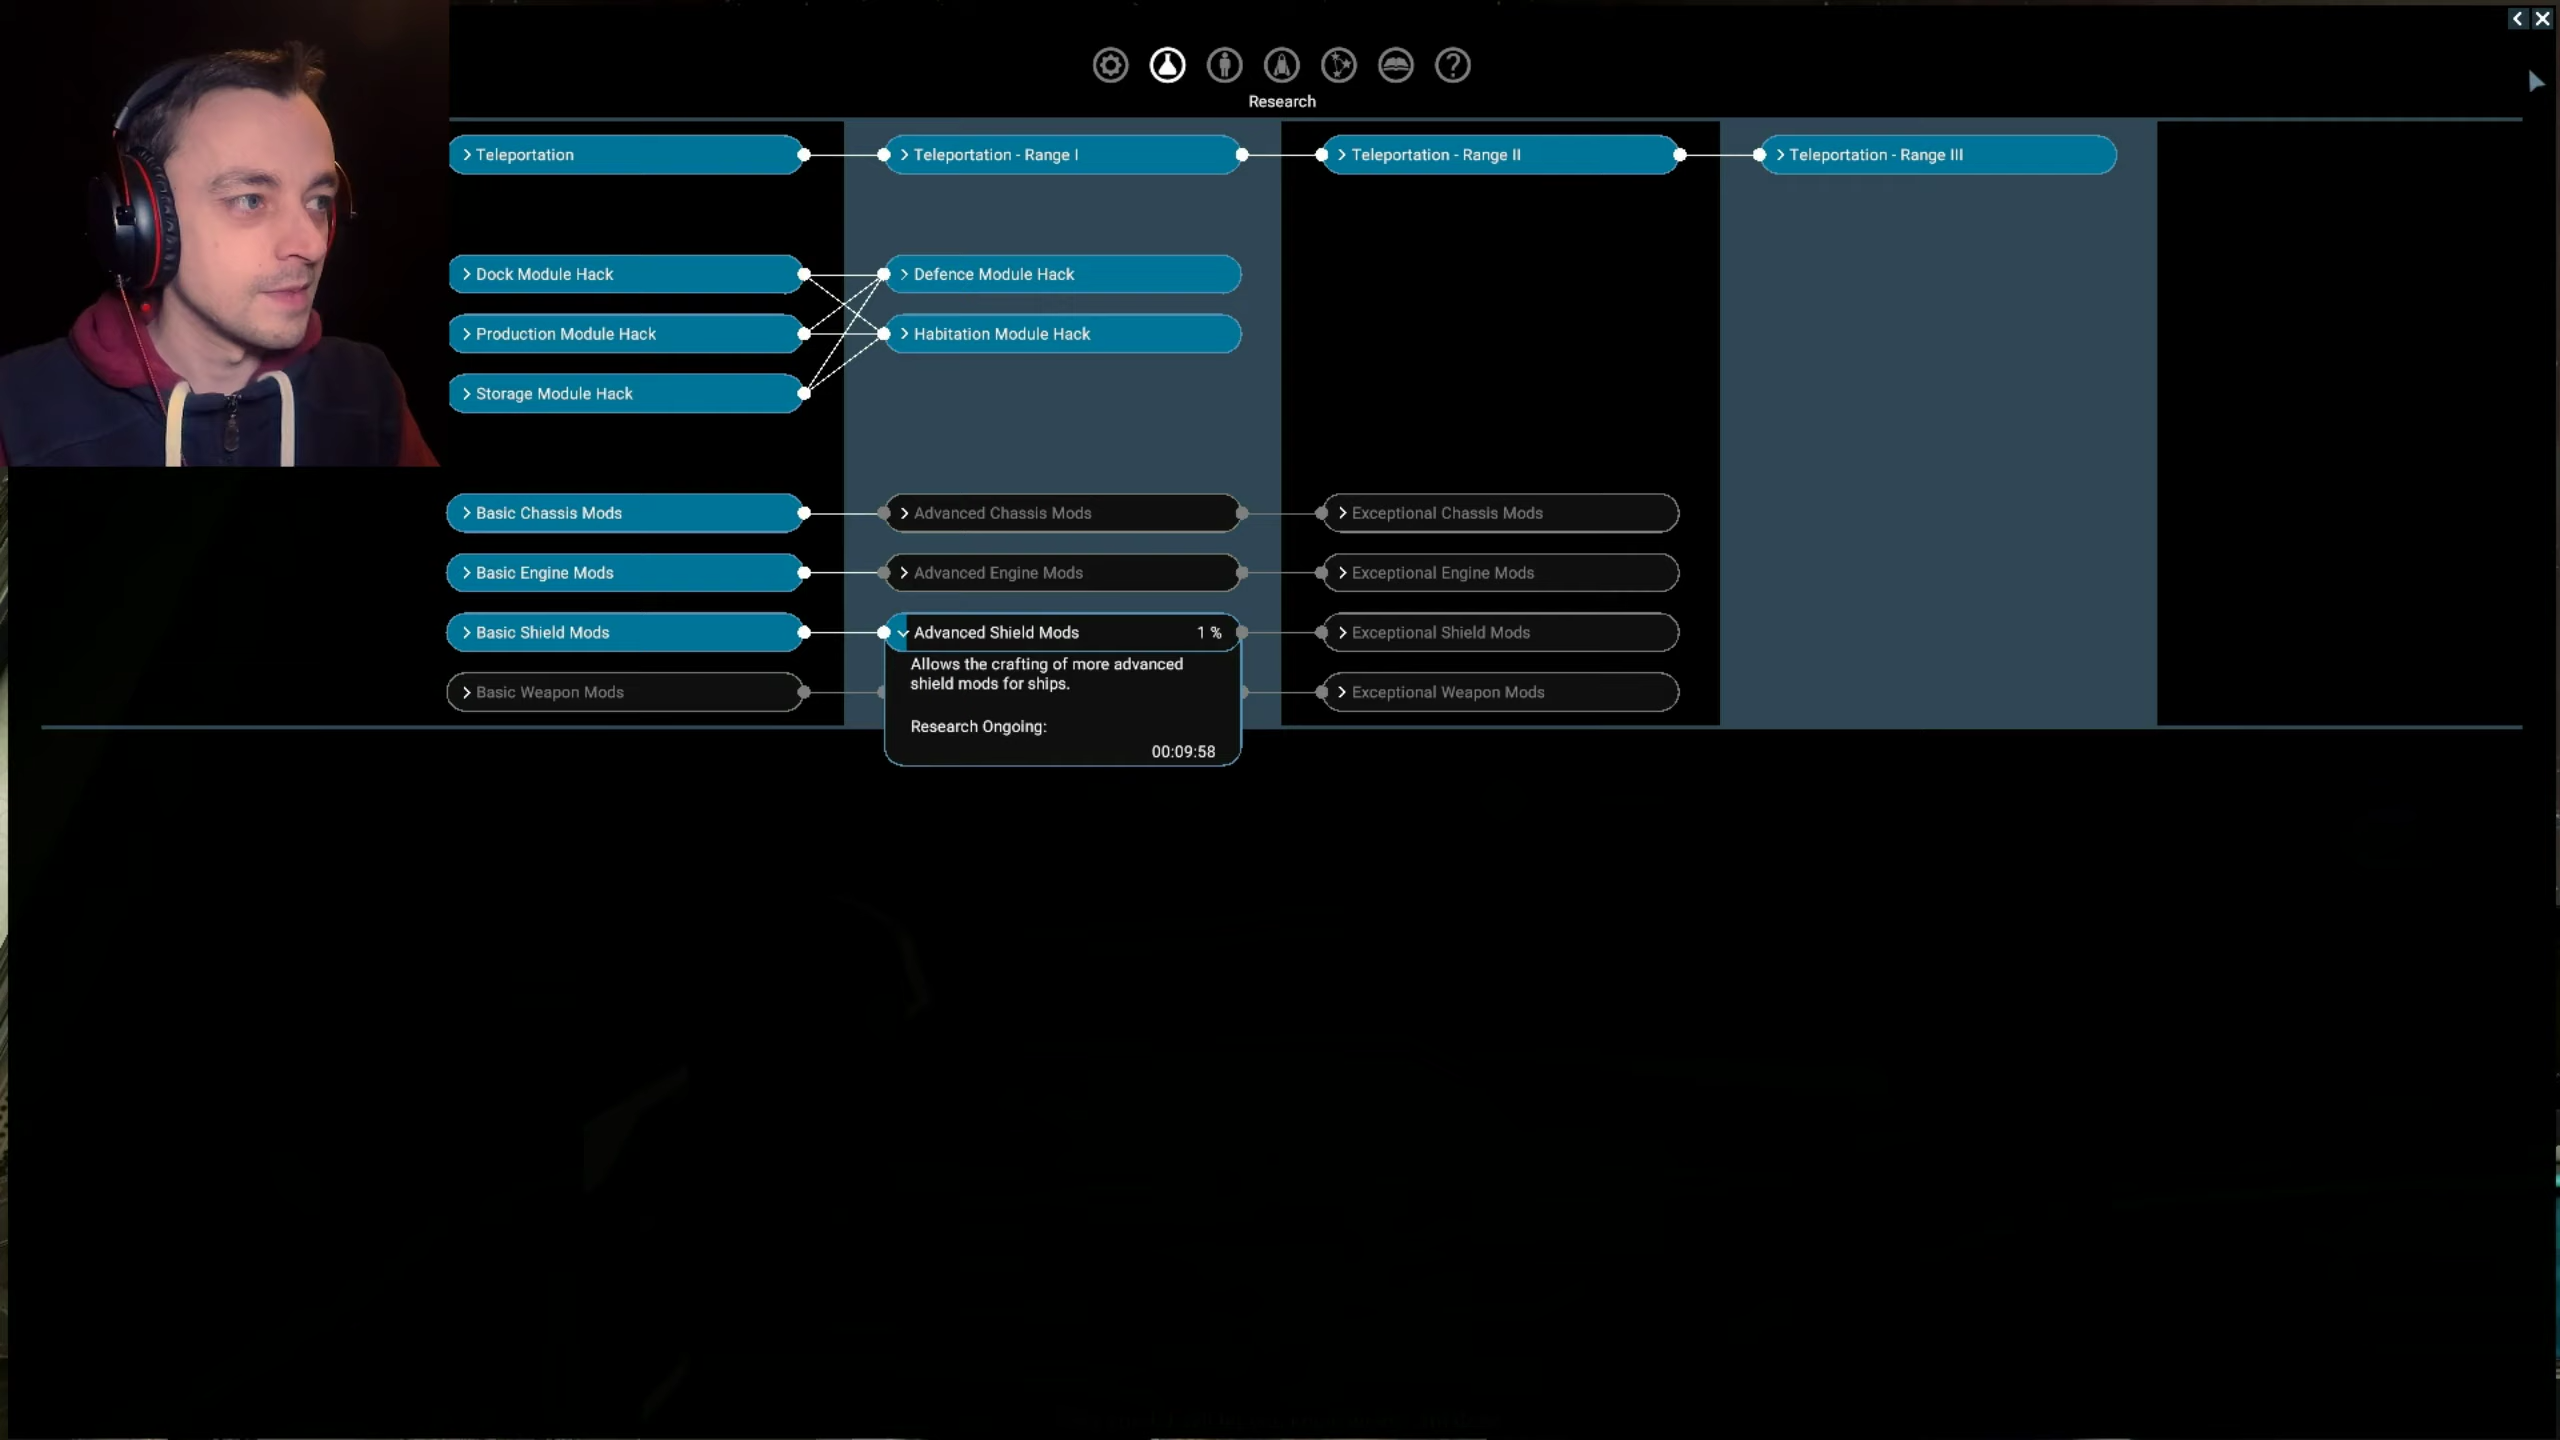 Research
Teleportation
Teleportation - Range I
Teleportation - Range II
Teleportation - Range III
Dock Module Hack
Defence Module Hack
Production Module Hack
Habitation Module Hack
Storage Module Hack
Basic Chassis Mods
Advanced Chassis Mods
Exceptional Chassis Mods
Basic Engine Mods
Advanced Engine Mods
Exceptional Engine Mods
Basic Shield Mods
Advanced Shield Mods 1 %
Exceptional Shield Mods
Allows the crafting of more advanced
shield mods for ships.
Basic Weapon Mods
Exceptional Weapon Mods
Research Ongoing:
00:09:58